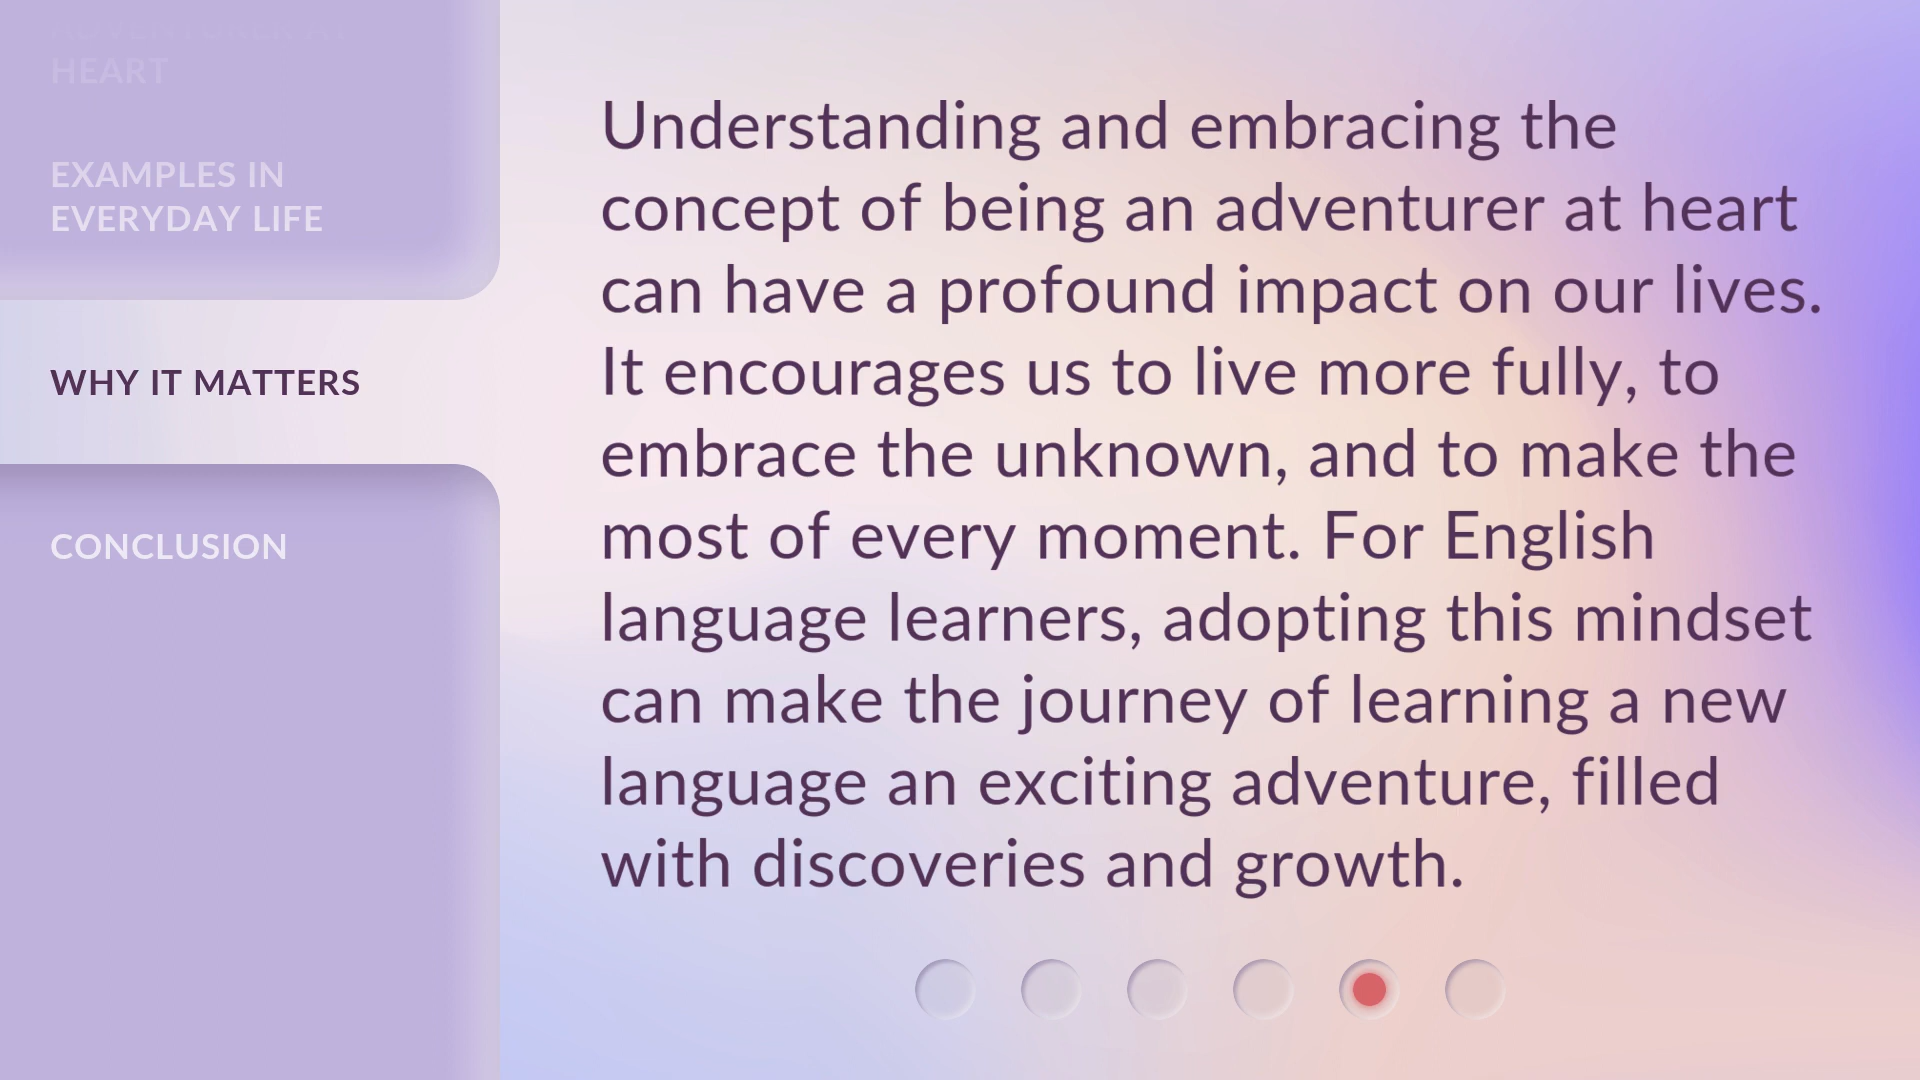 HEART
EXAMPLES IN
EVERYDAY LIFE
WHY IT MATTERS
CONCLUSION
Understanding and embracing the
concept of being an adventurer at heart
can have a profound impact on our lives.
It encourages us to live more fully, to
embrace the unknown, and to make the
most of every moment. For English
language learners, adopting this mindset
can make the journey of learning a new
language an exciting adventure, filled
with discoveries and growth.